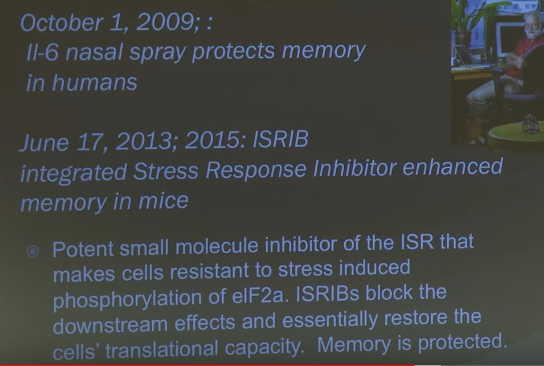 October 1, 2009; :
Il-6 nasal spray protects memory
in humans
June 17, 2013; 2015: ISRIB
integrated Stress Response Inhibitor enhanced
memory in mice
Potent small molecule inhibitor of the ISR that
makes cells resistant to stress induced
phosphorylation of eIF2a. ISRIBs block the
downstream effects and essentially restore the
cells' translational capacity. Memory is protected.